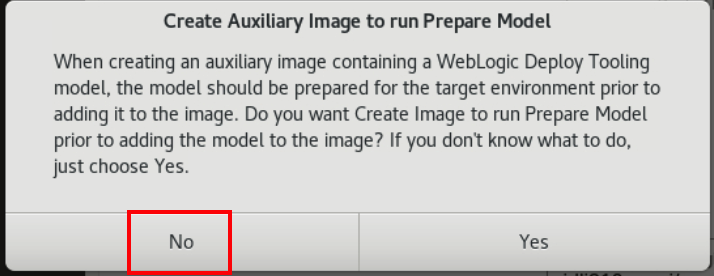 Create Auxiliary Image to run Prepare Model
When creating an auxiliary image containing a WebLogic Deploy Tooling
model, the model should be prepared for the target environment prior to
adding it to the image. Do you want Create Image to run Prepare Model
prior to adding the model to the image? If you don't know what to do,
just choose Yes.
No
Yes